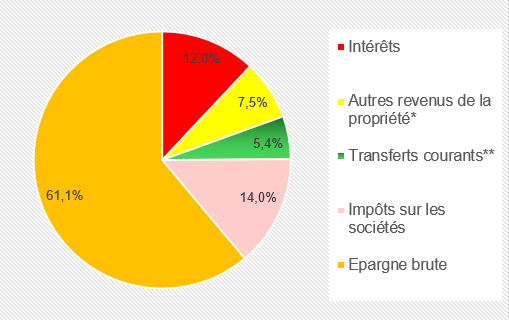 12,0%
7,5%
5,4%
14,0%
61,1%
Intérêts
Autres revenus de la
propriété*
Transferts courants**
Impôts sur les
sociétés
Epargne brute